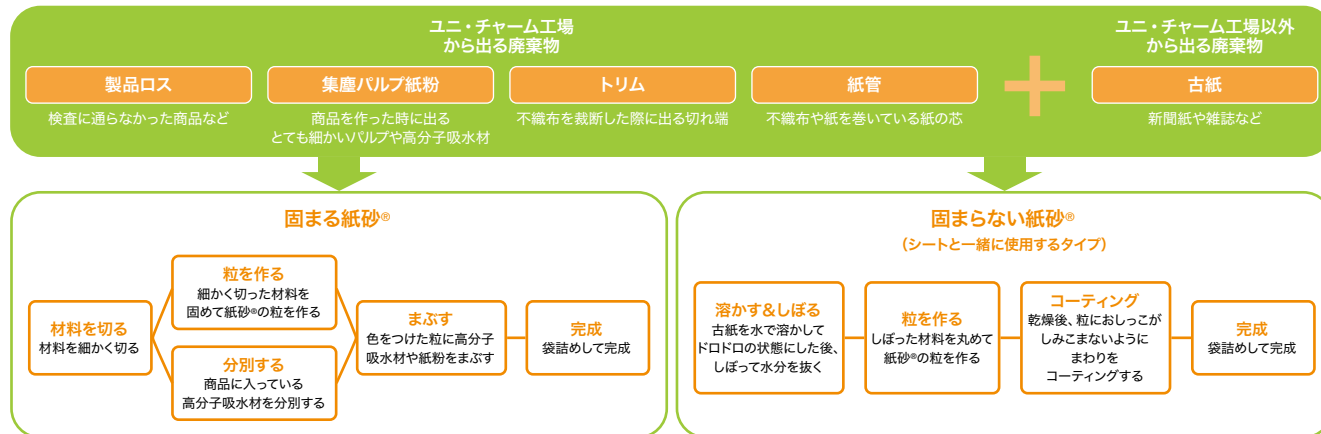 ユニ・チャーム工場
から出る廃棄物
ユニ・チャーム工場以外
から出る廃棄物
製品ロス
検査に通らなかった商品など
集塵パルプ紙粉
商品を作った時に出る
とても細かいパルプや高分子吸水材
トリム
不織布を裁断した際に出る切れ端
紙管
不織布や紙を巻いている紙の芯
+
古紙
新聞紙や雑誌など
固まる紙砂®
材料を切る
材料を細かく切る
粒を作る
細かく切った材料を
固めて紙砂®の粒を作る
分別する
商品に入っている
高分子吸水材を分別する
まぶす
色をつけた粒に高分子
吸水材や紙粉をまぶす
完成
袋詰めして完成
固まらない紙砂®
(シートと一緒に使用するタイプ)
溶かす&しぼる
古紙を水で溶かして
ドロドロの状態にした後、
しぼって水分を抜く
粒を作る
しぼった材料を丸めて
紙砂®の粒を作る
コーティング
乾燥後、粒におしっこが
しみこまないように
まわりを
コーティングする
完成
袋詰めして完成